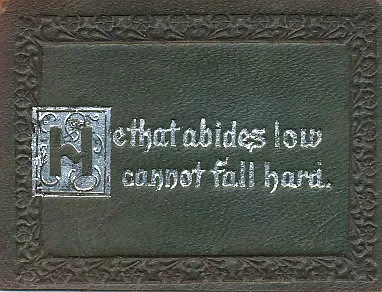 He that abides low
cannot fall hard.